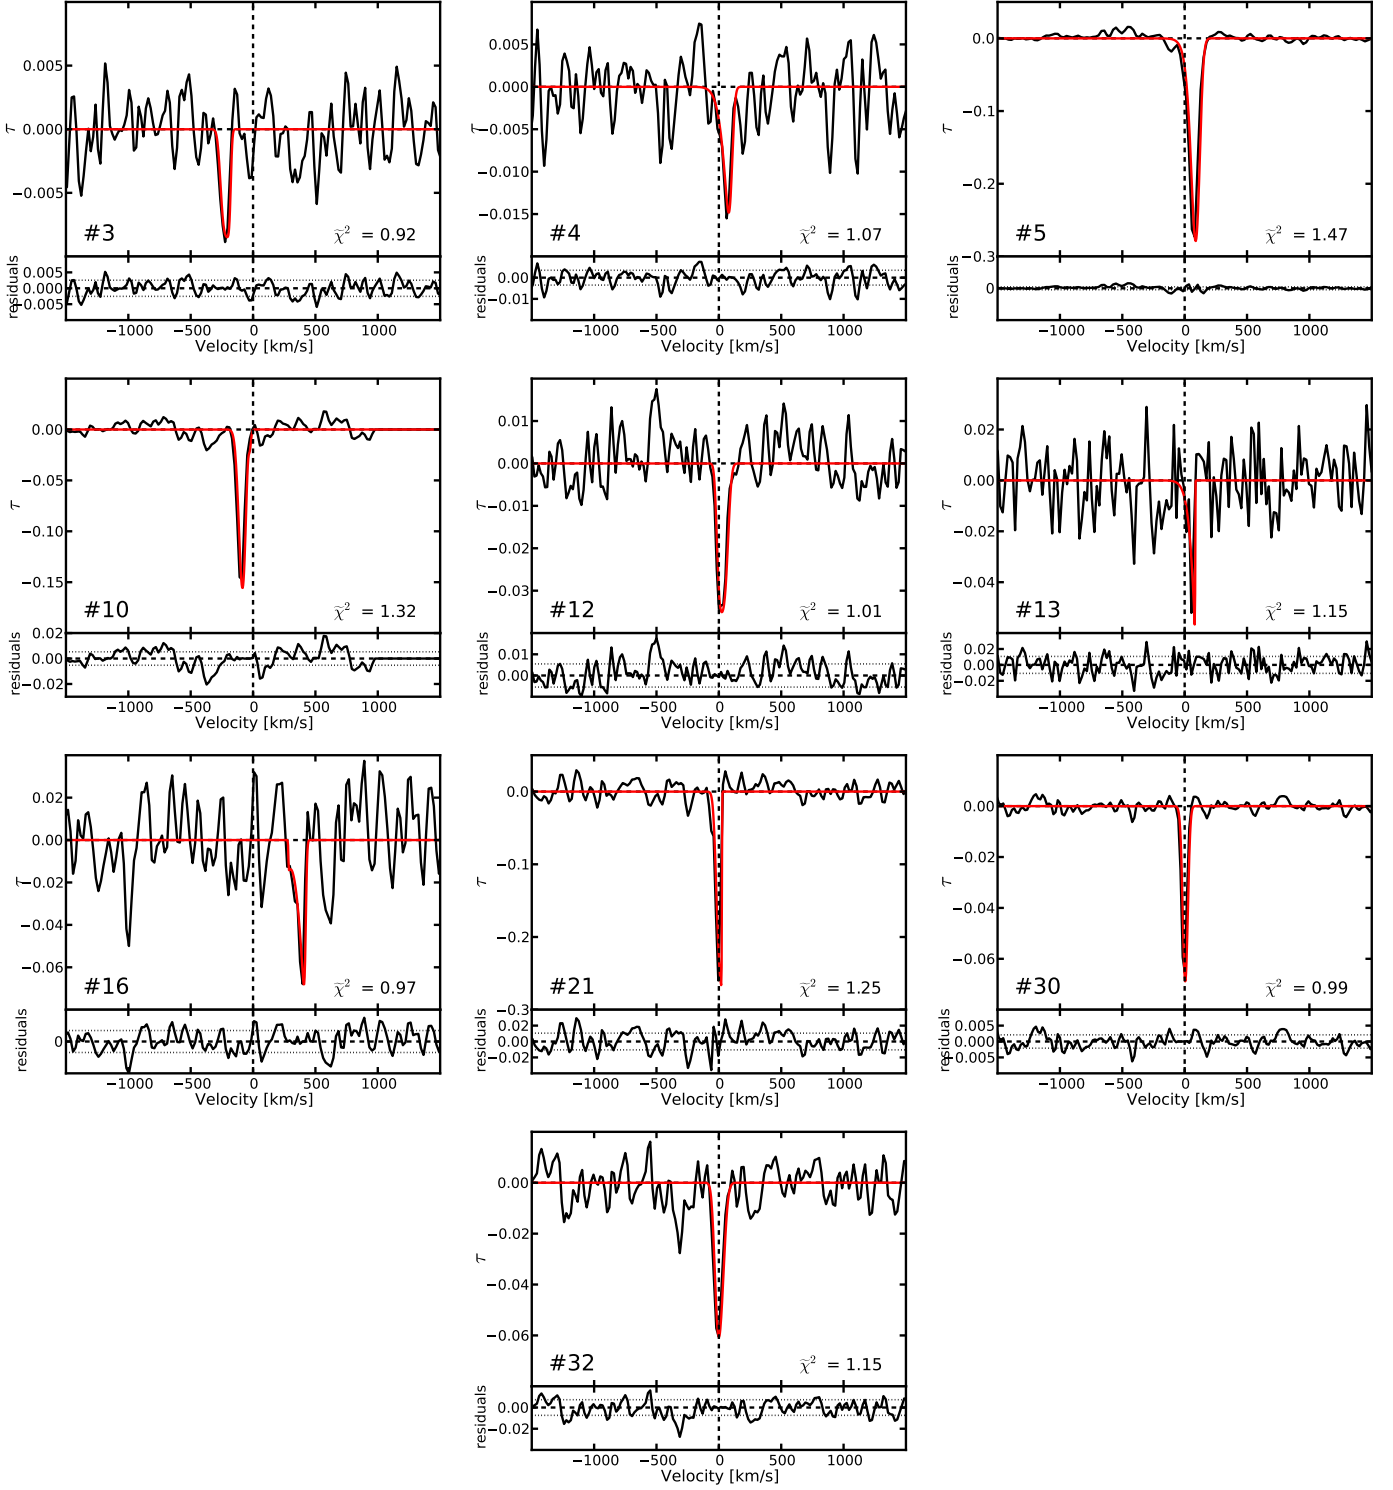 0.005
0.000
−0.005
τ
#3
χ̃² = 0.92
residuals
0.005
0.000
−0.005
−1000 −500 0 500 1000
Velocity [km/s]
0.005
0.000
−0.005
−0.010
−0.015
τ
#4
χ̃² = 1.07
residuals
0.00
−0.01
−1000 −500 0 500 1000
Velocity [km/s]
0.0
−0.1
−0.2
−0.3
τ
#5
χ̃² = 1.47
residuals
0
−1000 −500 0 500 1000
Velocity [km/s]
0.00
−0.05
−0.10
−0.15
τ
#10
χ̃² = 1.32
residuals
0.02
0.00
−0.02
−1000 −500 0 500 1000
Velocity [km/s]
0.01
0.00
−0.01
−0.02
−0.03
τ
#12
χ̃² = 1.01
residuals
0.01
0.00
−1000 −500 0 500 1000
Velocity [km/s]
0.02
0.00
−0.02
−0.04
τ
#13
χ̃² = 1.15
residuals
0.02
0.00
−0.02
−1000 −500 0 500 1000
Velocity [km/s]
0.02
0.00
−0.02
−0.04
−0.06
τ
#16
χ̃² = 0.97
residuals
0
−1000 −500 0 500 1000
Velocity [km/s]
0.0
−0.1
−0.2
−0.3
τ
#21
χ̃² = 1.25
residuals
0.02
0.00
−0.02
−1000 −500 0 500 1000
Velocity [km/s]
0.00
−0.02
−0.04
−0.06
τ
#30
χ̃² = 0.99
residuals
0.005
0.000
−0.005
−1000 −500 0 500 1000
Velocity [km/s]
0.00
−0.02
−0.04
−0.06
τ
#32
χ̃² = 1.15
residuals
0.00
−0.02
−1000 −500 0 500 1000
Velocity [km/s]